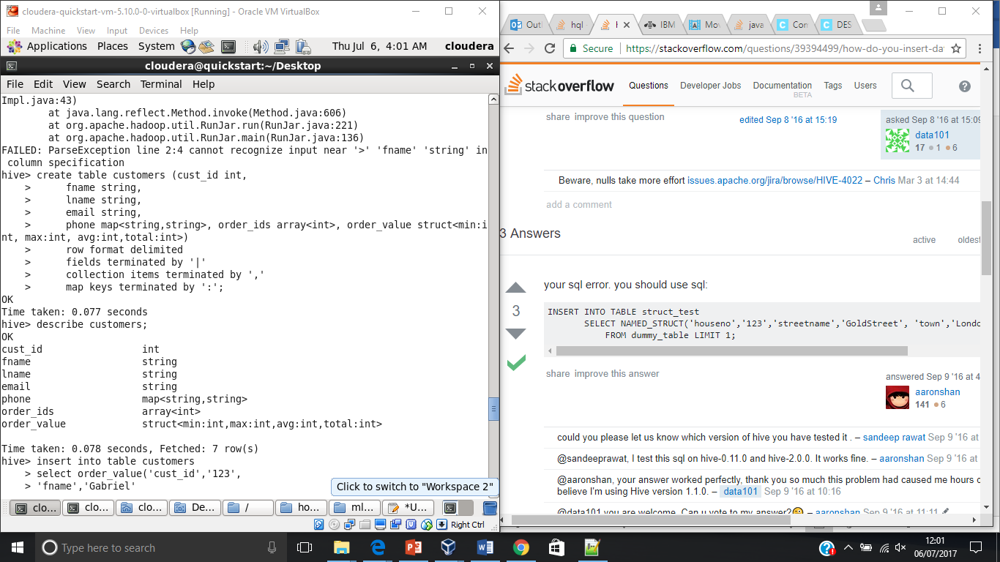 cloudera-quickstart-vm-5.10.0-0-virtualbox [Running] - Oracle VM VirtualBox
File Machine View Input Devices Help
Applications Places System Thu Jul 6, 4:01 AM cloudera
cloudera@quickstart:~/Desktop
File Edit View Search Terminal Help
Impl.java:43)
at java.lang.reflect.Method.invoke(Method.java:606)
at org.apache.hadoop.util.RunJar.run(RunJar.java:221)
at org.apache.hadoop.util.RunJar.main(RunJar.java:136)
FAILED: ParseException line 2:4 cannot recognize input near '>' 'fname' 'string' in
column specification
hive> create table customers (cust_id int,
> fname string,
> lname string,
> email string,
> phone map<string,string>, order_ids array<int>, order_value struct<min:i
nt, max:int, avg:int,total:int>)
> row format delimited
> fields terminated by '|'
> collection items terminated by ','
> map keys terminated by ':';
OK
Time taken: 0.077 seconds
hive> describe customers;
OK
cust_id int
fname string
lname string
email string
phone map<string,string>
order_ids array<int>
order_value struct<min:int,max:int,avg:int,total:int>
Time taken: 0.078 seconds, Fetched: 7 row(s)
hive> insert into table customers
> select order_value('cust_id','123',
> 'fname','Gabriel'
Click to switch to "Workspace 2"
clo... clo... clo... De... / ho... ml... *U...
Right Ctrl
Outl hql IBM Mov java Con DES
Secure https://stackoverflow.com/questions/39394499/how-do-you-insert-da
stackoverflow Questions Developer Jobs Documentation Tags Users
BETA
share improve this question edited Sep 8 '16 at 15:19 asked Sep 8 '16 at 15:09
data101
17 1 6
Beware, nulls take more effort issues.apache.org/jira/browse/HIVE-4022 – Chris Mar 3 at 14:44
add a comment
3 Answers
active oldest
your sql error. you should use sql:
3
INSERT INTO TABLE struct_test
SELECT NAMED_STRUCT('houseno','123','streetname','GoldStreet', 'town','Londo
FROM dummy_table LIMIT 1;
share improve this answer answered Sep 9 '16 at 4
aaronshan
141 6
could you please let us know which version of hive you have tested it . – sandeep rawat Sep 9 '16 at
@sandeeprawat, I test this sql on hive-0.11.0 and hive-2.0.0. It works fine. – aaronshan Sep 9 '16 at
@aaronshan, your answer worked perfectly, thank you so much this problem had caused me hours o
believe I'm using Hive version 1.1.0. – data101 Sep 9 '16 at 10:16
@data101 you are welcome. Can u vote to my answer? – aaronshan Sep 9 '16 at 11:11
Type here to search
12:01
06/07/2017